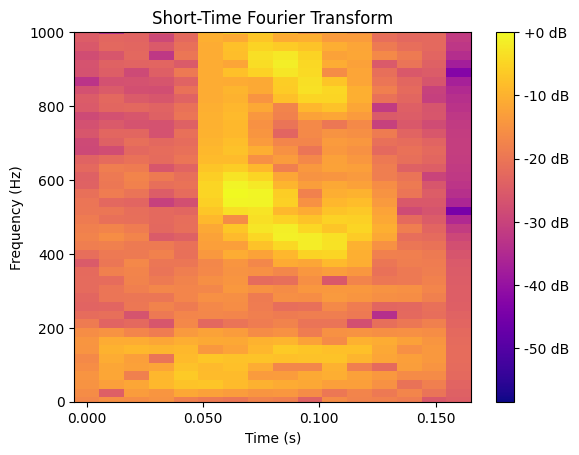 Short-Time Fourier Transform
1000
800
600
400
200
0
Frequency (Hz)
0.000
0.050
0.100
0.150
Time (s)
+0 dB
-10 dB
-20 dB
-30 dB
-40 dB
-50 dB